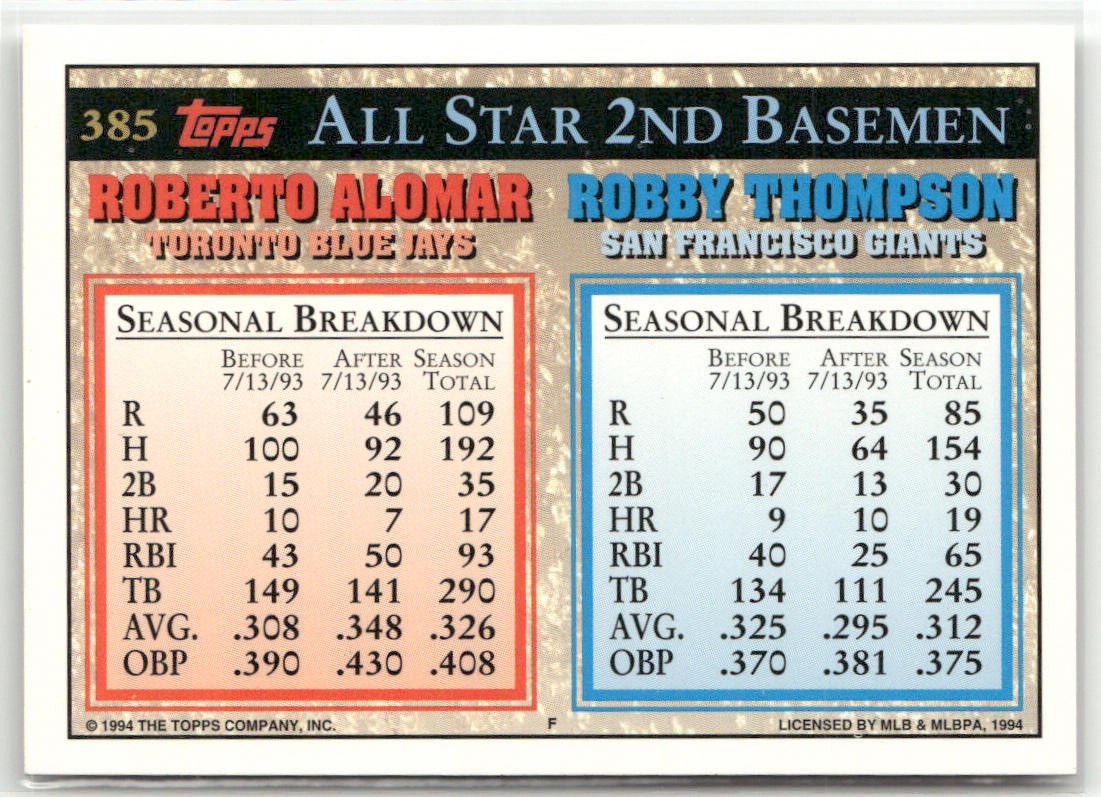 385 Topps ALL STAR 2ND BASEMEN
ROBERTO ALOMAR
TORONTO BLUE JAYS
SEASONAL BREAKDOWN
BEFORE AFTER SEASON
7/13/93 7/13/93 TOTAL
R 63 46 109
H 100 92 192
2B 15 20 35
HR 10 7 17
RBI 43 50 93
TB 149 141 290
AVG. .308 .348 .326
OBP .390 .430 .408
ROBBY THOMPSON
SAN FRANCISCO GIANTS
SEASONAL BREAKDOWN
BEFORE AFTER SEASON
7/13/93 7/13/93 TOTAL
R 50 35 85
H 90 64 154
2B 17 13 30
HR 9 10 19
RBI 40 25 65
TB 134 111 245
AVG. .325 .295 .312
OBP .370 .381 .375
© 1994 THE TOPPS COMPANY, INC. F LICENSED BY MLB & MLBPA, 1994